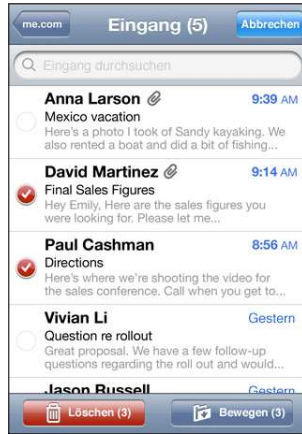 me.com
Eingang (5)
Abbrechen
Eingang durchsuchen
Anna Larson
9:39 AM
Mexico vacation
Here's a photo I took of Sandy kayaking. We
also rented a boat and did a bit of fishing...
David Martinez
9:14 AM
Final Sales Figures
Hey Emily, Here are the sales figures you
were looking for. Please let me...
Paul Cashman
8:56 AM
Directions
Here's where we're shooting the video for
the sales conference. Call when you get to...
Vivian Li
Gestern
Question re rollout
Great proposal. We have a few follow-up
questions regarding the roll out and would...
Jason Russell
Gestern
Löschen (3)
Bewegen (3)